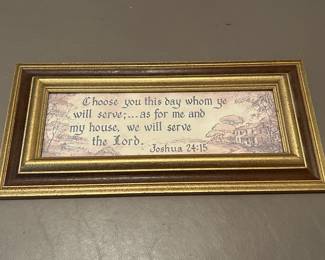 Choose you this day whom ye
will serve;...as for me and
my house, we will serve
the Lord.
Joshua 24:15